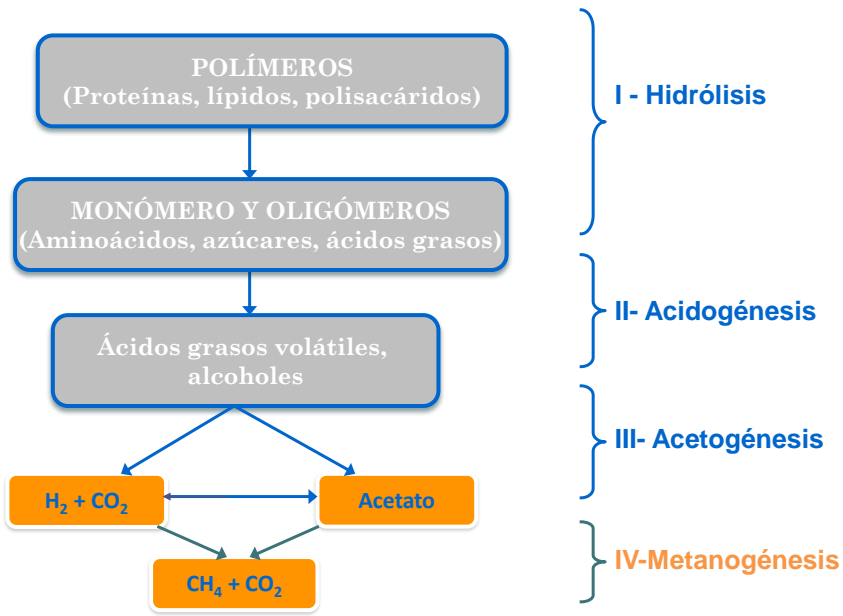 POLÍMEROS
(Proteínas, lípidos, polisacáridos)
I - Hidrólisis
MONÓMERO Y OLIGÓMEROS
(Aminoácidos, azúcares, ácidos grasos)
II- Acidogénesis
Ácidos grasos volátiles,
alcoholes
III- Acetogénesis
H₂ + CO₂
Acetato
IV-Metanogénesis
CH₄ + CO₂